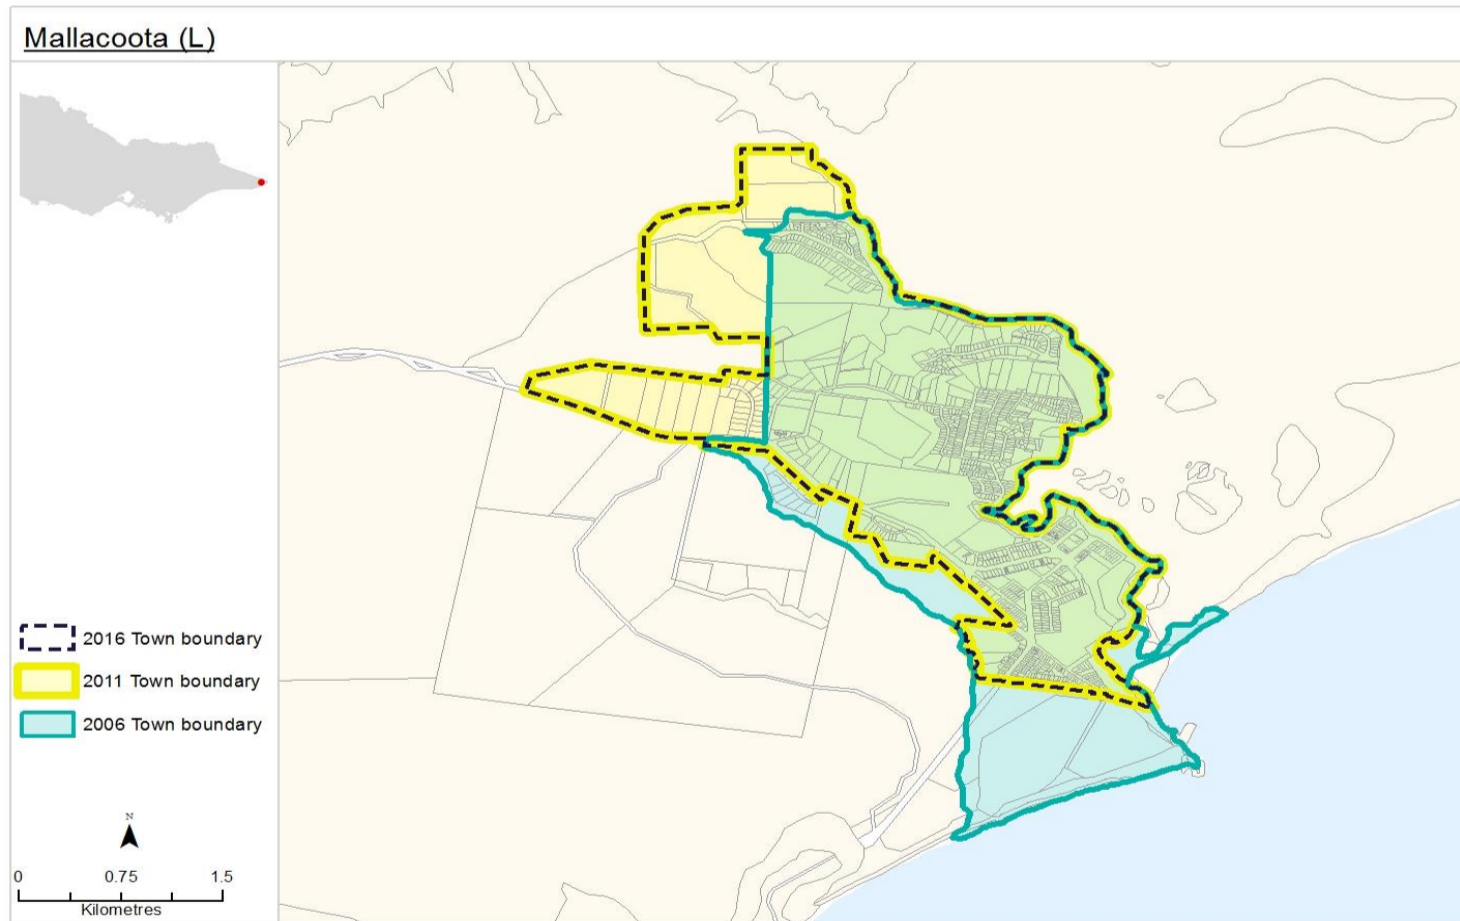 Mallacoota (L)
2016 Town boundary
2011 Town boundary
2006 Town boundary
N
0 0.75 1.5
Kilometres